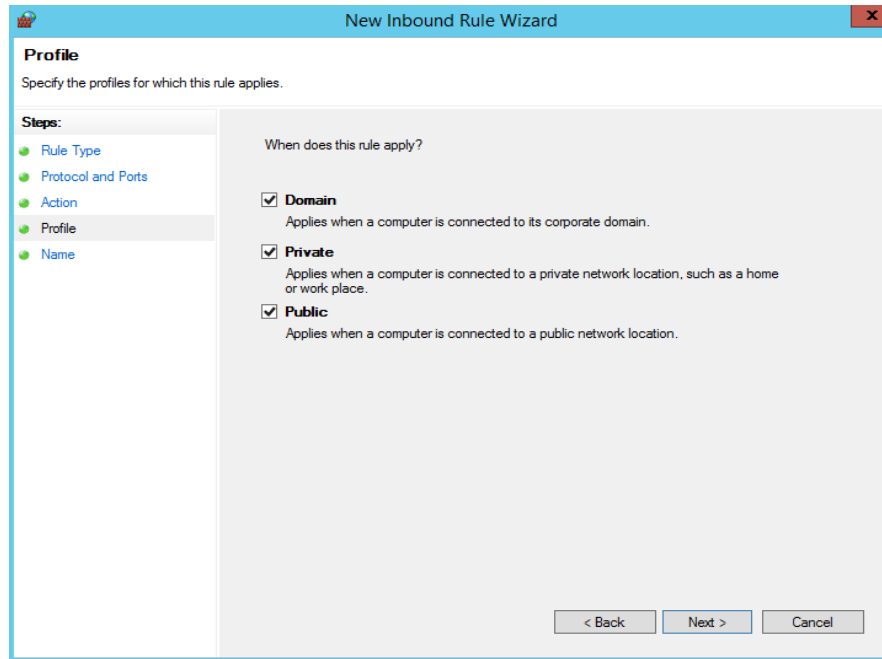 New Inbound Rule Wizard
x
Profile
Specify the profiles for which this rule applies.
Steps:
Rule Type
Protocol and Ports
Action
Profile
Name
When does this rule apply?
Domain
Applies when a computer is connected to its corporate domain.
Private
Applies when a computer is connected to a private network location, such as a home
or work place.
Public
Applies when a computer is connected to a public network location.
< Back
Next >
Cancel